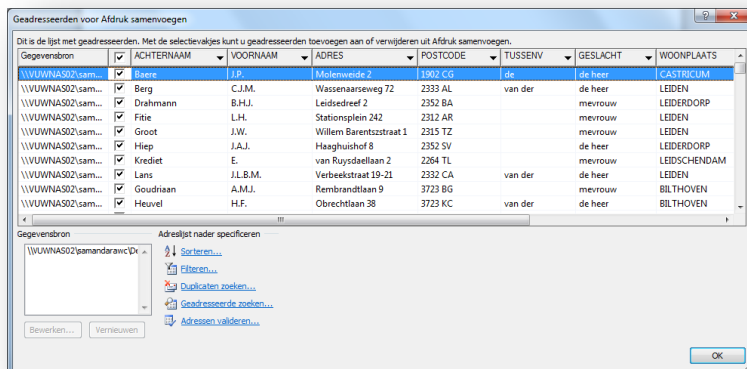 Geadresseerden voor Afdruk samenvoegen
Dit is de lijst met geadresseerden. Met de selectievakjes kunt u geadresseerden toevoegen aan of verwijderen uit Afdruk samenvoegen.
Gegevensbron ACHTERNAAM VOORNAAM ADRES POSTCODE TUSSENV GESLACHT WOONPLAATS
\\VUWNAS02\sam... Baere J.P. Molenweide 2 1902 CG de de heer CASTRICUM
\\VUWNAS02\sam... Berg C.J.M. Wassenaarseweg 72 2333 AL van der de heer LEIDEN
\\VUWNAS02\sam... Drahmann B.H.J. Leidsedreef 2 2352 BA mevrouw LEIDERDORP
\\VUWNAS02\sam... Fitie L.H. Stationsplein 242 2312 AR mevrouw LEIDEN
\\VUWNAS02\sam... Groot J.W. Willem Barentszstraat 1 2315 TZ mevrouw LEIDEN
\\VUWNAS02\sam... Hiep J.A.J. Haaghuishof 8 2352 SV de heer LEIDERDORP
\\VUWNAS02\sam... Krediet E. van Ruysdaellaan 2 2264 TL mevrouw LEIDSCHENDAM
\\VUWNAS02\sam... Lans J.L.B.M. Verbeekstraat 19-21 2332 CA van der de heer LEIDEN
\\VUWNAS02\sam... Goudriaan A.M.J. Rembrandtlaan 9 3723 BG mevrouw BILTHOVEN
\\VUWNAS02\sam... Heuvel H.F. Obrechtlaan 38 3723 KC van der de heer BILTHOVEN
Gegevensbron Adreslijst nader specificeren
\\VUWNAS02\samandarawc\De
Sorteren...
Filteren...
Duplicaten zoeken...
Geadresseerde zoeken...
Adressen valideren...
Bewerken... Vernieuwen
OK